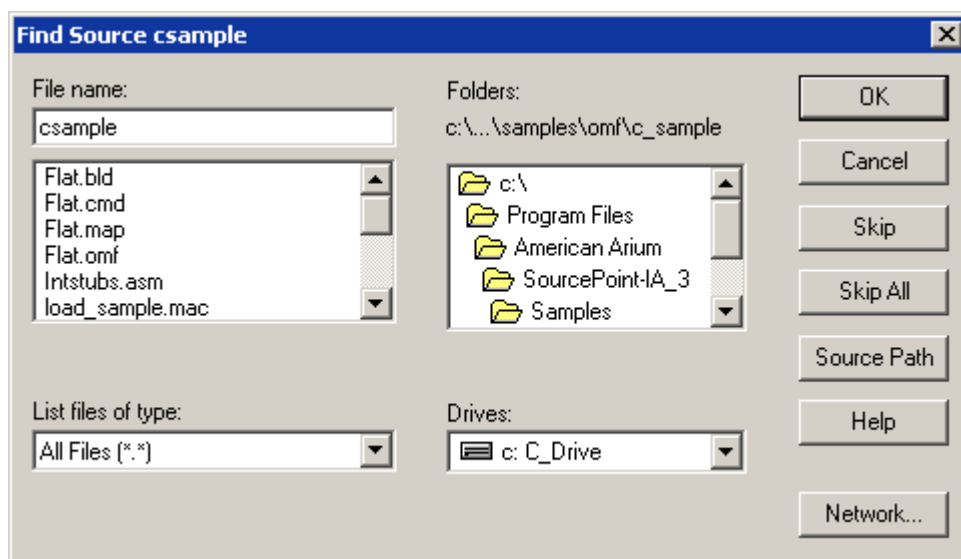 Find Source csample
File name:
csample
Flat.bld
Flat.cmd
Flat.map
Flat.omf
Intstubs.asm
load_sample.mac
List files of type:
All Files (*.*)
Folders:
c:\...\samples\omf\c_sample
c:\
Program Files
American Arium
SourcePoint-IA_3
Samples
Drives:
c: C_Drive
OK
Cancel
Skip
Skip All
Source Path
Help
Network...